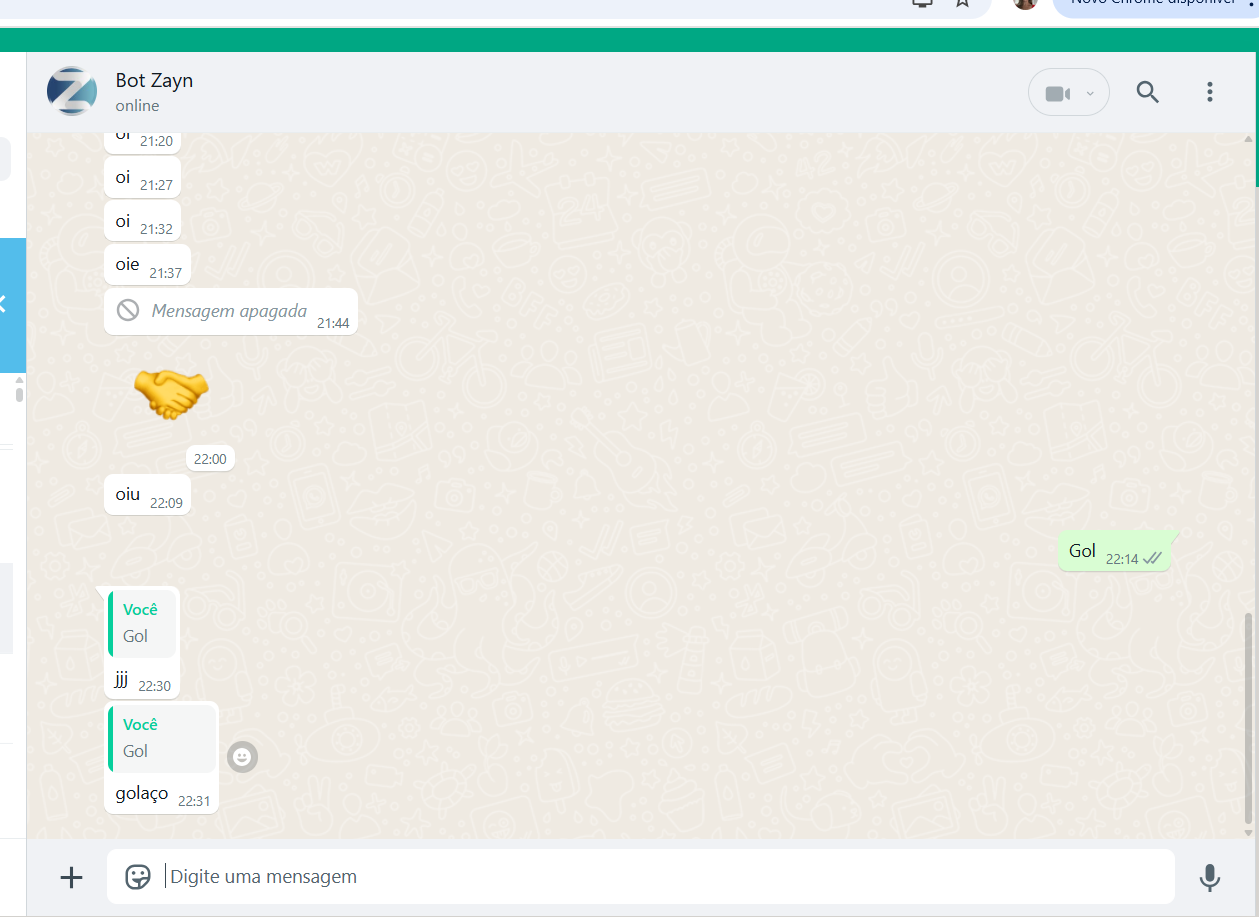 Novo Chrome disponível
Bot Zayn
online
oi 21:20
oi 21:27
oi 21:32
oie 21:37
Mensagem apagada 21:44
22:00
oiu 22:09
Gol 22:14
Você
Gol
jjj 22:30
Você
Gol
golaço 22:31
Digite uma mensagem